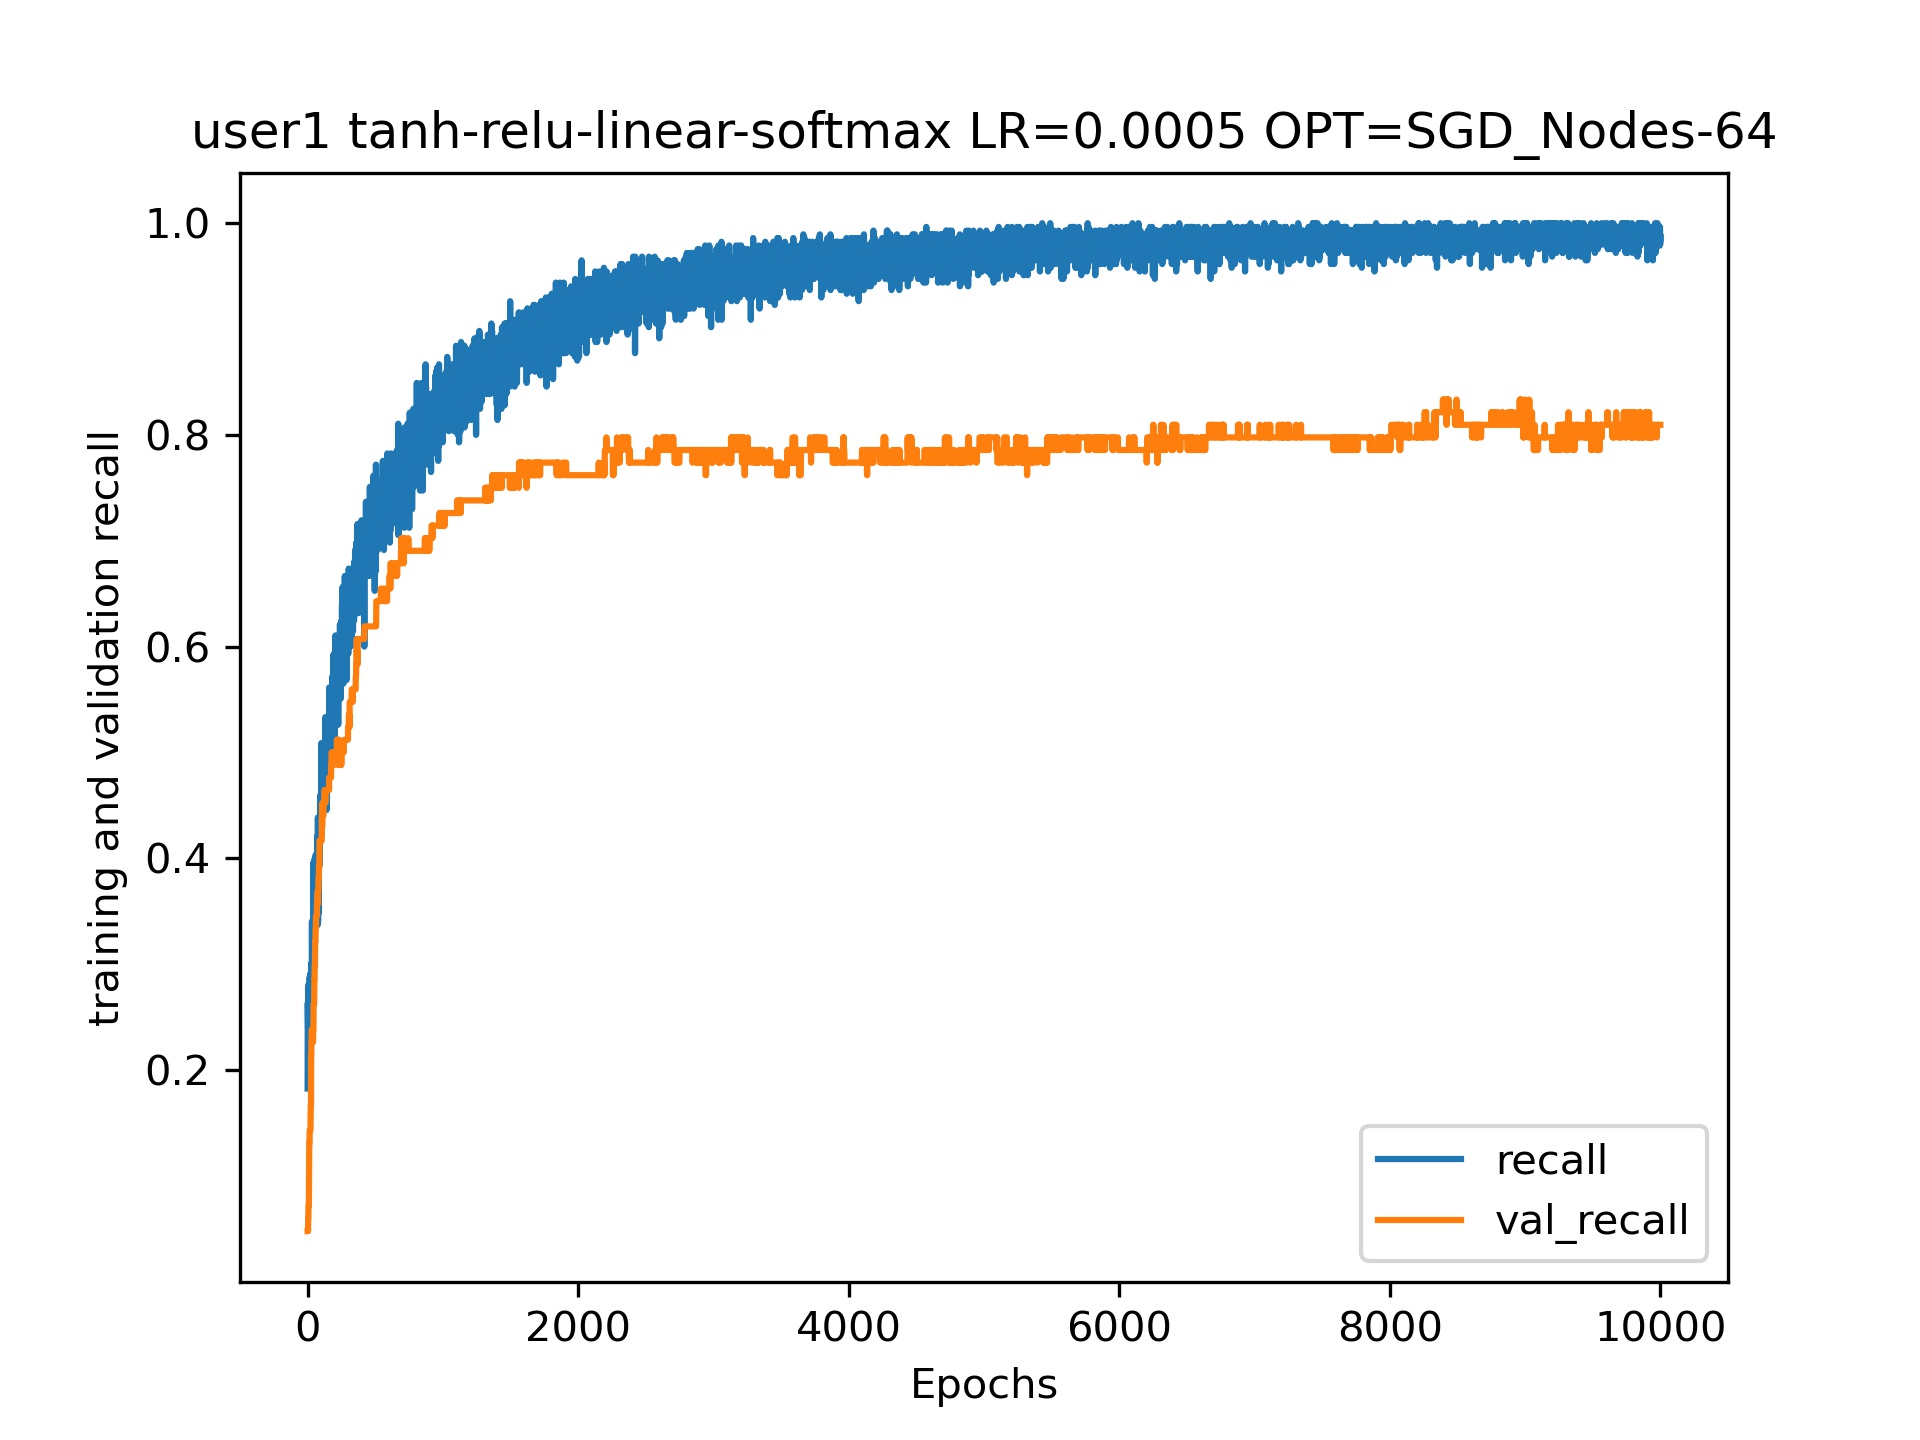 user1 tanh-relu-linear-softmax LR=0.0005 OPT=SGD_Nodes-64
training and validation recall
1.0
0.8
0.6
0.4
0.2
recall
val_recall
0 2000 4000 6000 8000 10000
Epochs